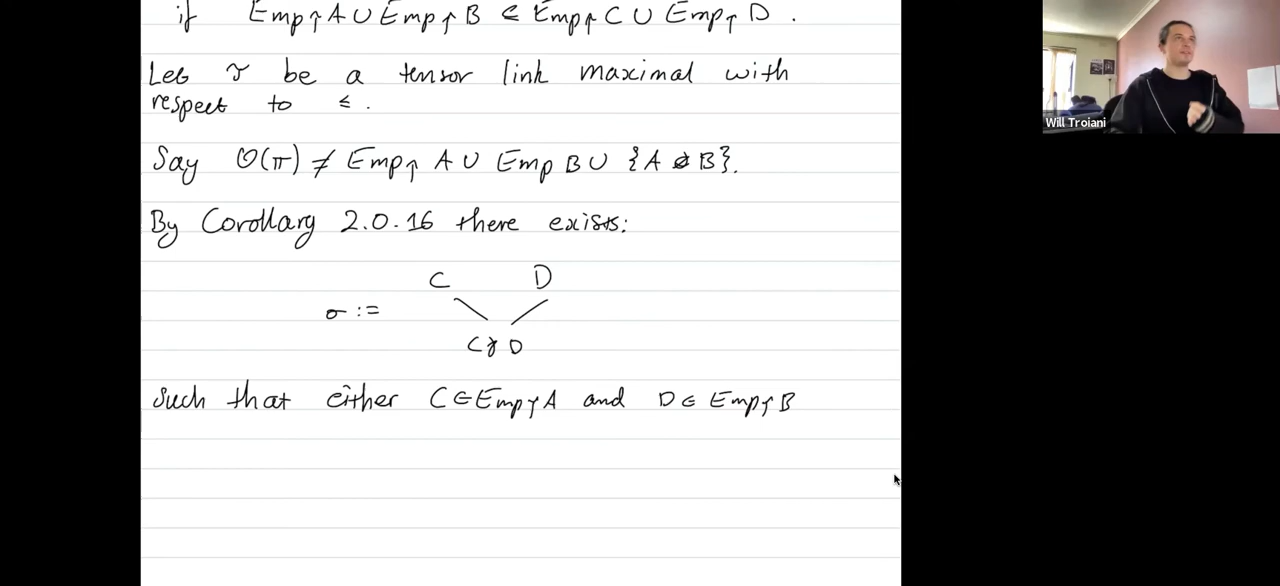 if Emp↑ A ∪ Emp↑ B ⊆ Emp↑ C ∪ Emp↑ D .
Let τ be a tensor link maximal with
respect to ≤ .
Say O(π) ≠ Emp↑ A ∪ Emp B ∪ {A ⊗ B}.
By Corollary 2.0.16 there exists:
C D
σ :=
C ⅋ D
Such that either C ∈ Emp↑ A and D ∈ Emp↑ B
Will Troiani